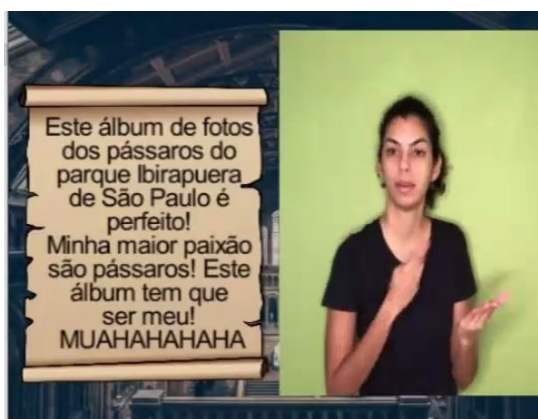 Este álbum de fotos
dos pássaros do
parque Ibirapuera
de São Paulo é
perfeito!
Minha maior paixão
são pássaros! Este
álbum tem que
ser meu!
MUAHAHAHAHA